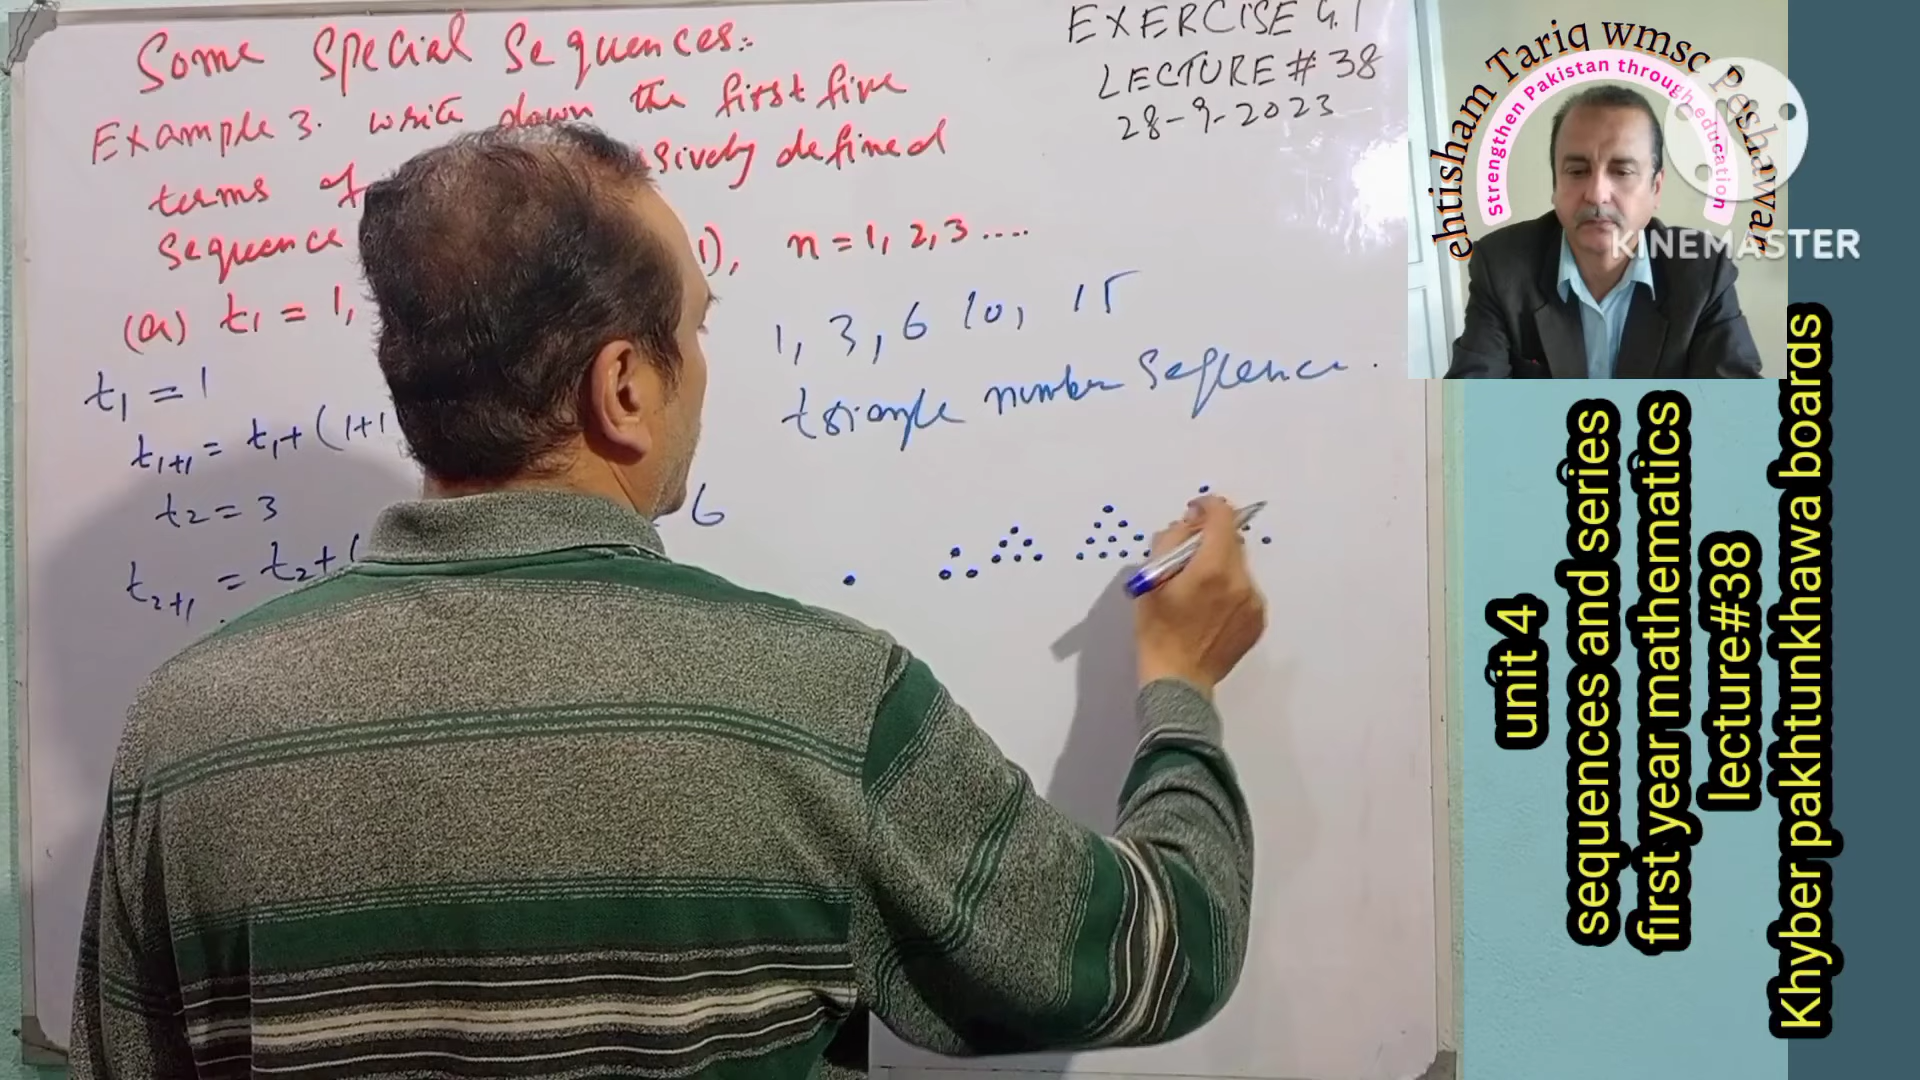 Some Special Sequences:-
Example 3. write down the first five
terms of sively defined
Sequence 1), n = 1, 2, 3 ....
(a) t1 = 1,
t1 = 1
t1+1 = t1 + (1+1
t2 = 3
t2+1 = t2 + (
6
1, 3, 6 10, 15
triangle number Seqlence.
EXERCISE 4.1
LECTURE # 38
28-9-2023
ehtisham Tariq wmsc Peshawar
Strengthen Pakistan through education
KINEMASTER
unit 4
sequences and series
first year mathematics
lecture#38
Khyber pakhtunkhawa boards